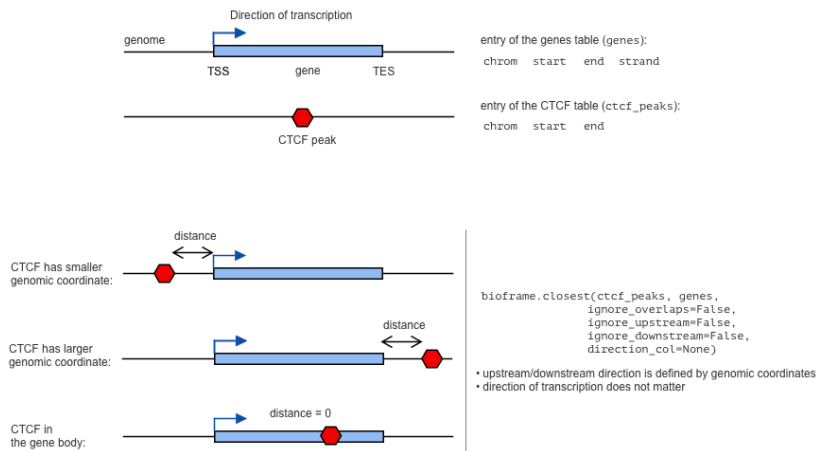 Direction of transcription
genome
TSS
gene
TES
entry of the genes table (genes):
chrom start end strand
CTCF peak
entry of the CTCF table (ctcf_peaks):
chrom start end
distance
CTCF has smaller
genomic coordinate:
distance
CTCF has larger
genomic coordinate:
distance = 0
CTCF in
the gene body:
bioframe.closest(ctcf_peaks, genes,
ignore_overlaps=False,
ignore_upstream=False,
ignore_downstream=False,
direction_col=None)
• upstream/downstream direction is defined by genomic coordinates
• direction of transcription does not matter